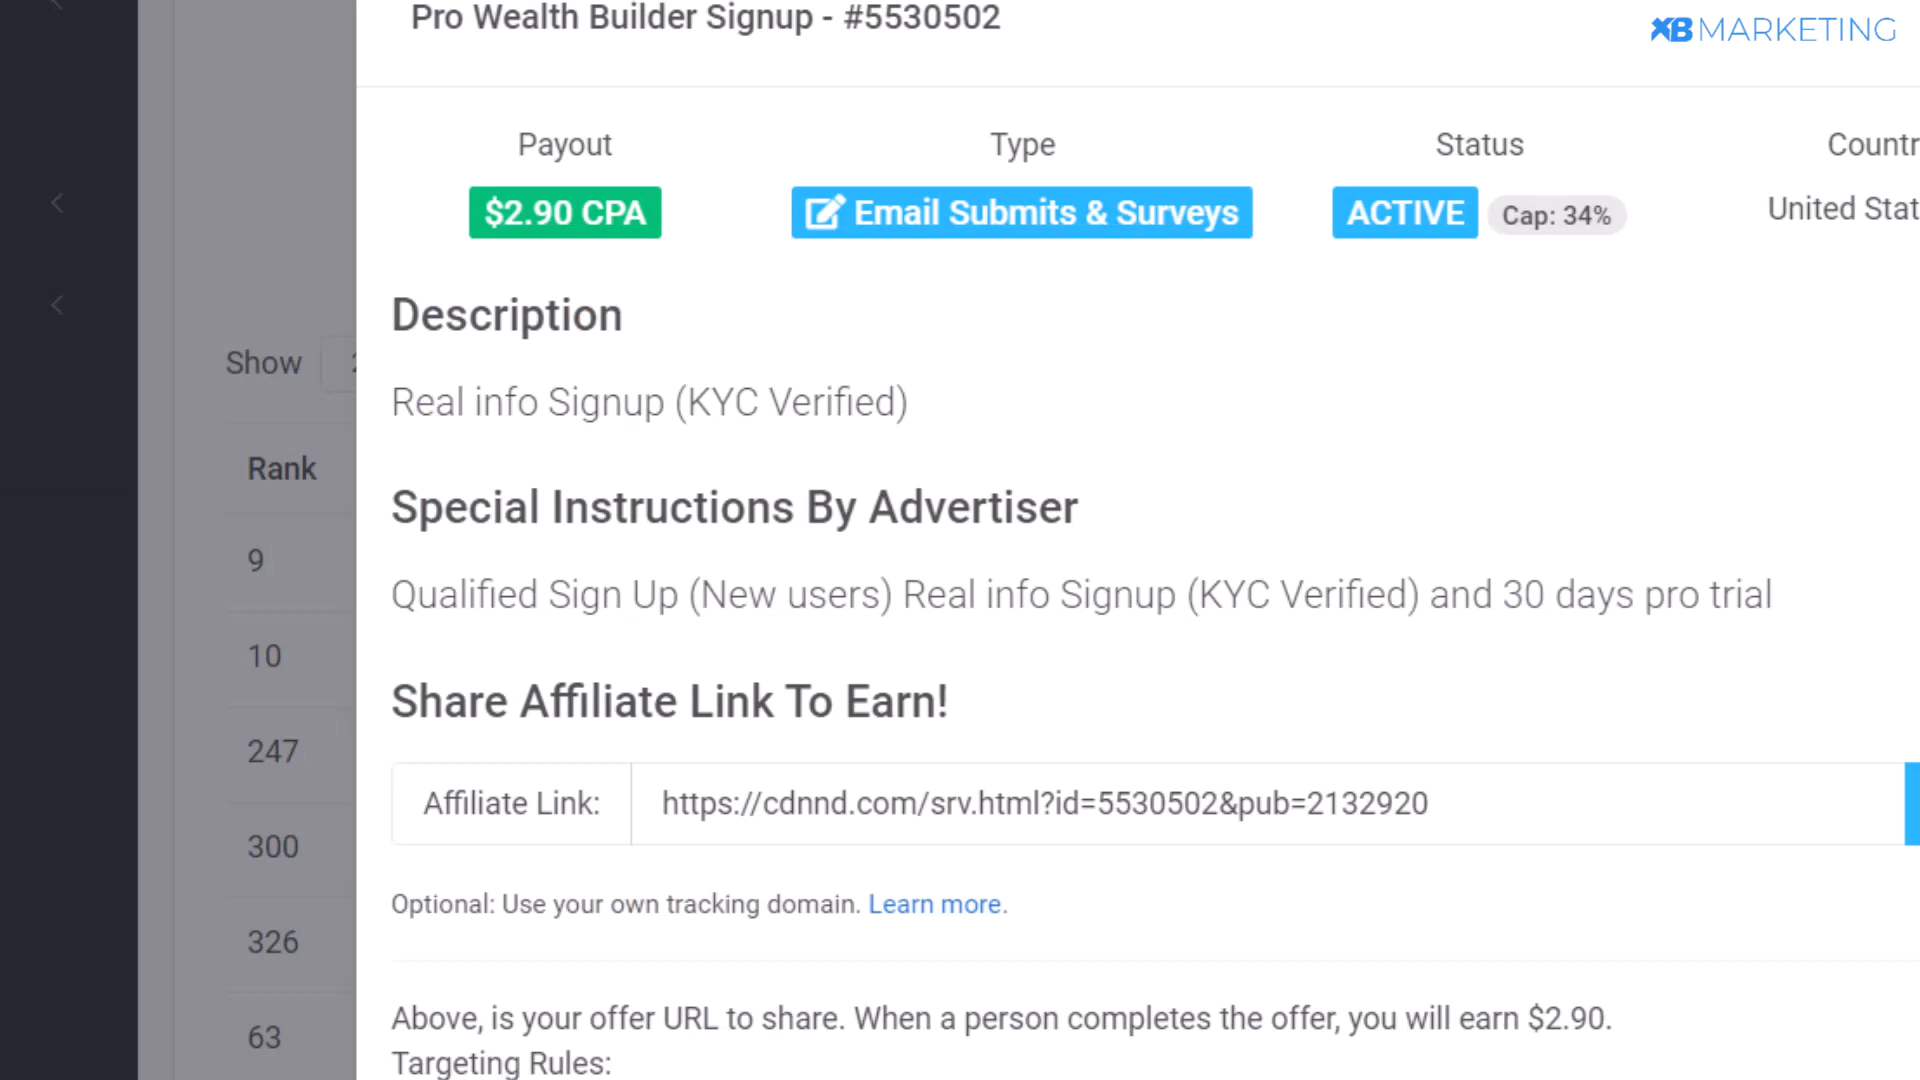 Pro Wealth Builder Signup - #5530502
XB MARKETING
Payout
Type
Status
Countr
$2.90 CPA
Email Submits & Surveys
ACTIVE
Cap: 34%
United Stat
Description
Real info Signup (KYC Verified)
Special Instructions By Advertiser
Qualified Sign Up (New users) Real info Signup (KYC Verified) and 30 days pro trial
Share Affiliate Link To Earn!
Affiliate Link:
https://cdnnd.com/srv.html?id=5530502&pub=2132920
Optional: Use your own tracking domain. Learn more.
Above, is your offer URL to share. When a person completes the offer, you will earn $2.90.
Targeting Rules:
Show
Rank
9
10
247
300
326
63